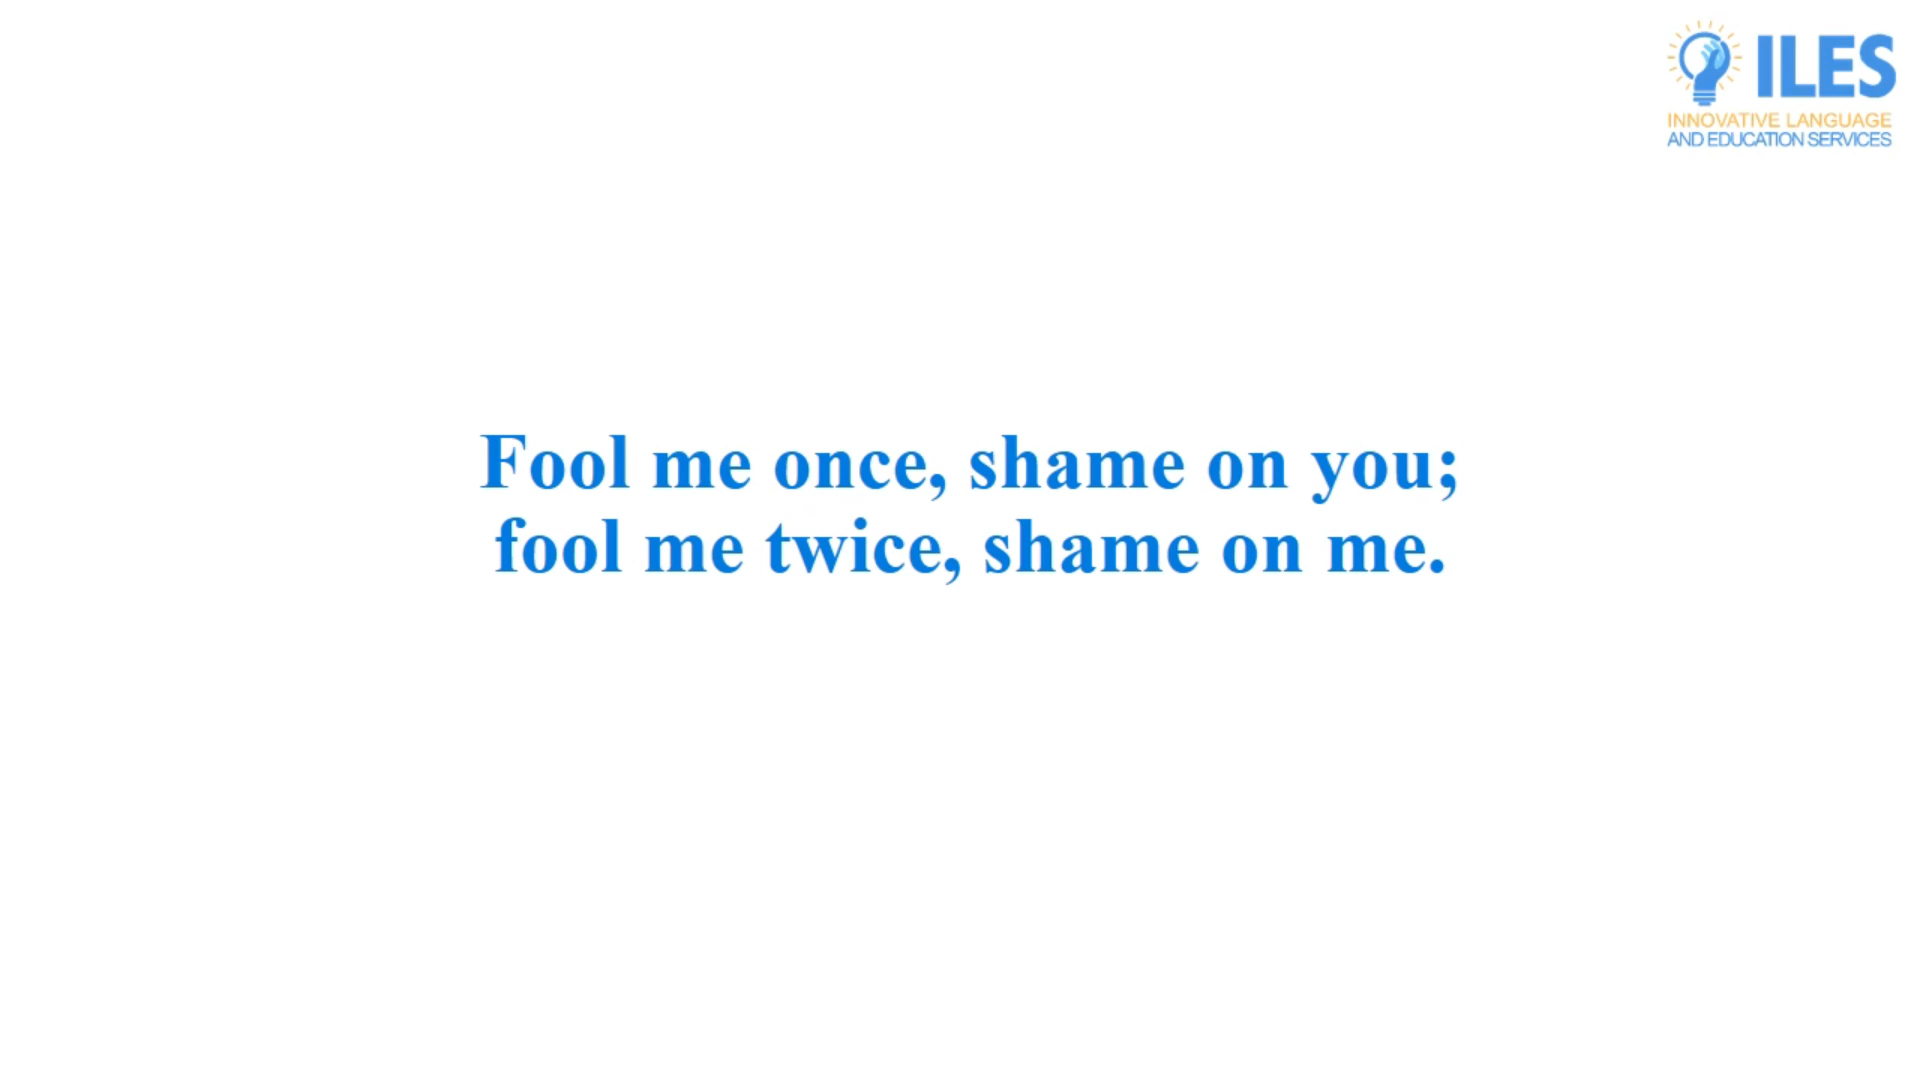 ILES
INNOVATIVE LANGUAGE
AND EDUCATION SERVICES
Fool me once, shame on you;
fool me twice, shame on me.